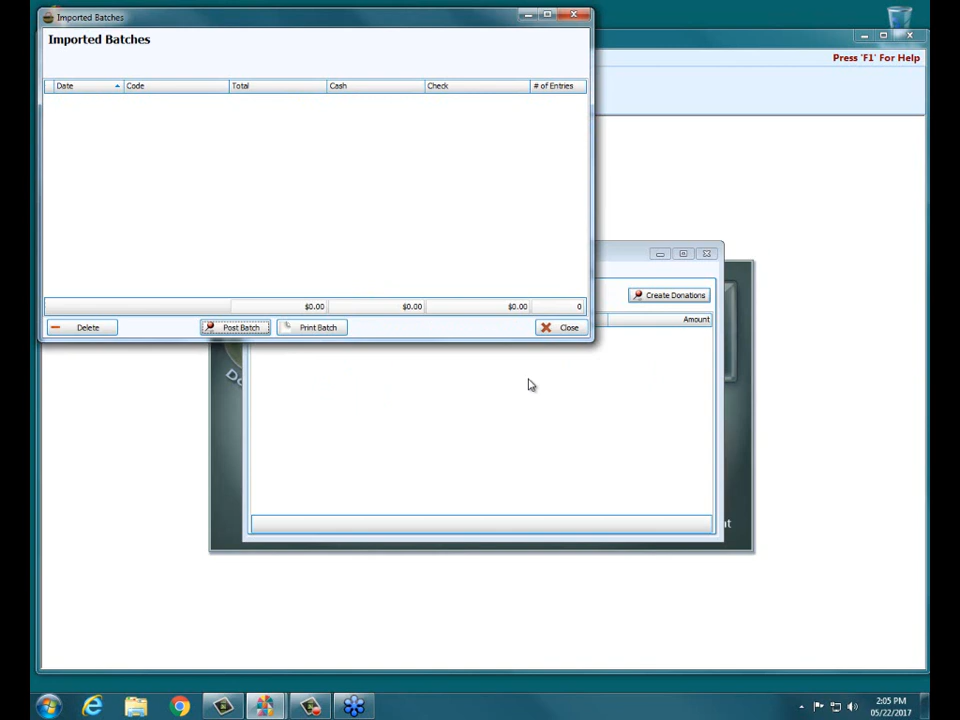 Imported Batches
Imported Batches
Press 'F1' For Help
Date Code Total Cash Check # of Entries
Create Donations
Amount
$0.00 $0.00 $0.00 0
Delete Post Batch Print Batch Close
2:05 PM
05/22/2017